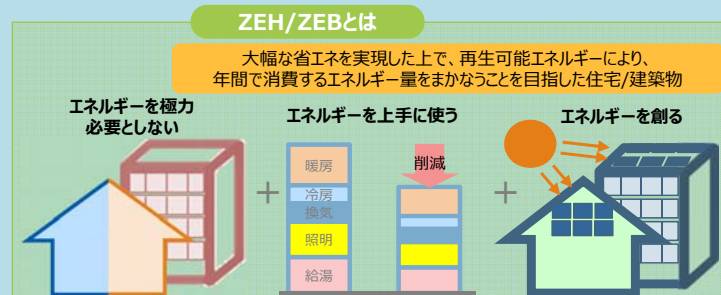 ZEH/ZEBとは
大幅な省エネを実現した上で、再生可能エネルギーにより、
年間で消費するエネルギー量をまかなうことを目指した住宅/建築物
エネルギーを極力
必要としない
エネルギーを上手に使う
エネルギーを創る
暖房
冷房
換気
照明
給湯
削減